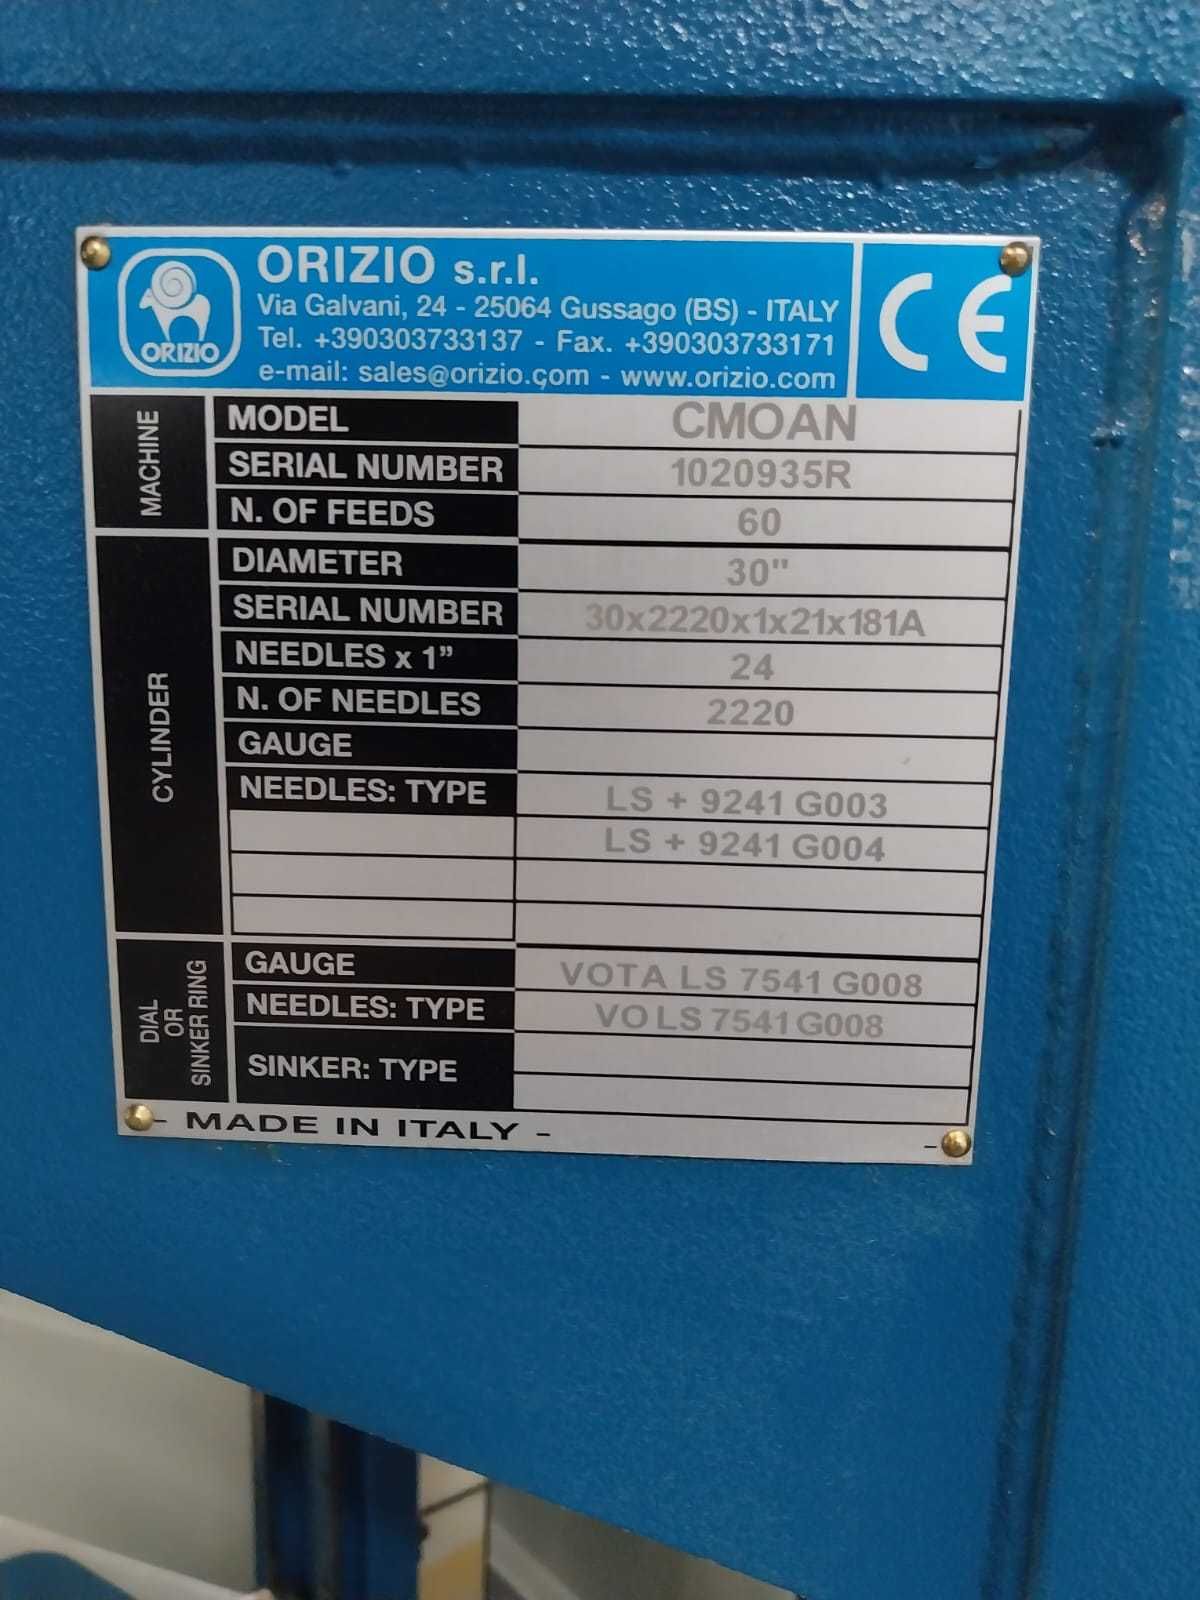 ORIZIO
ORIZIO s.r.l.
Via Galvani, 24 - 25064 Gussago (BS) - ITALY
Tel. +390303733137 - Fax. +390303733171
e-mail: sales@orizio.com - www.orizio.com
CE
MACHINE
MODEL CMOAN
SERIAL NUMBER 1020935R
N. OF FEEDS 60
CYLINDER
DIAMETER 30"
SERIAL NUMBER 30x2220x1x21x181A
NEEDLES x 1” 24
N. OF NEEDLES 2220
GAUGE
NEEDLES: TYPE LS + 9241 G003
LS + 9241 G004
DIAL
OR
SINKER RING
GAUGE VOTA LS 7541 G008
NEEDLES: TYPE VO LS 7541 G008
SINKER: TYPE
- MADE IN ITALY - -